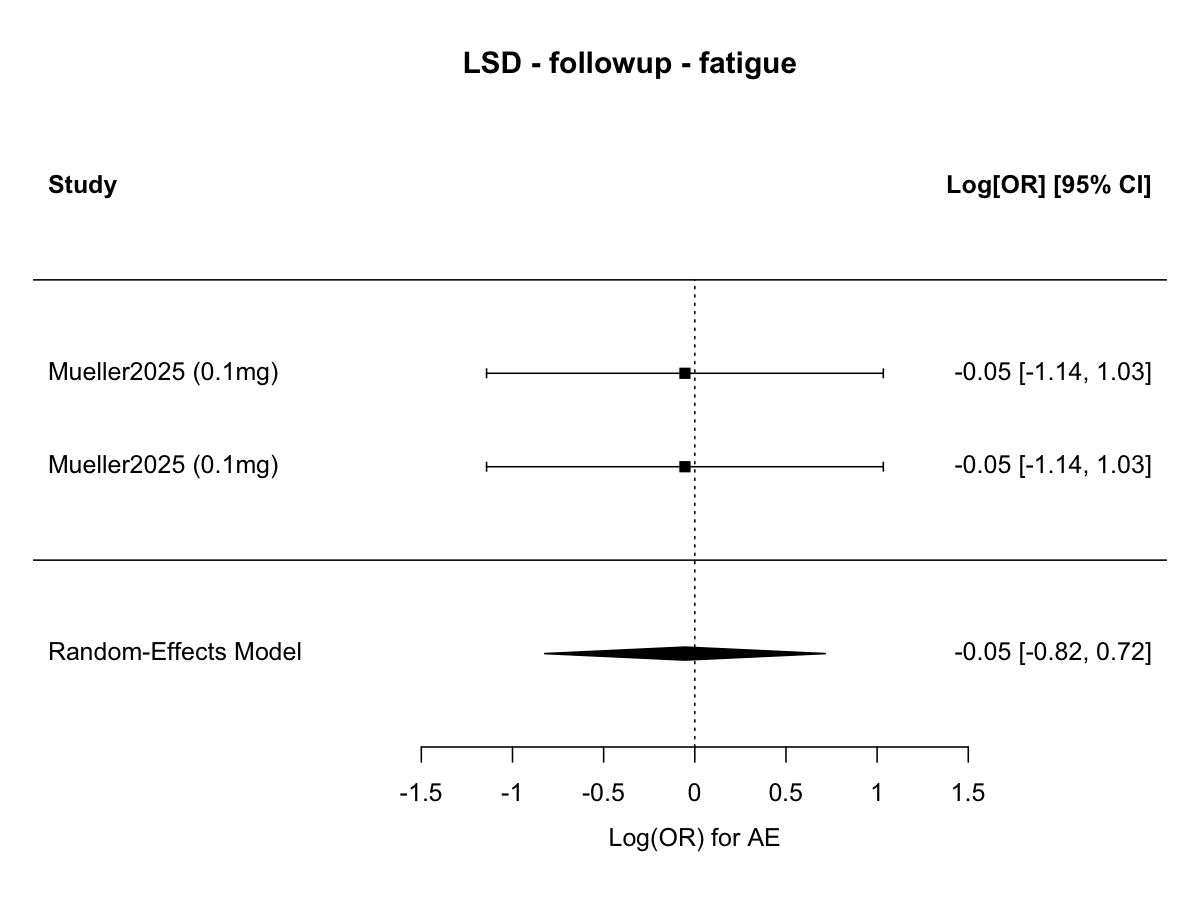 LSD - followup - fatigue
Study Log[OR] [95% CI]
Mueller2025 (0.1mg) -0.05 [-1.14, 1.03]
Mueller2025 (0.1mg) -0.05 [-1.14, 1.03]
Random-Effects Model -0.05 [-0.82, 0.72]
-1.5 -1 -0.5 0 0.5 1 1.5
Log(OR) for AE